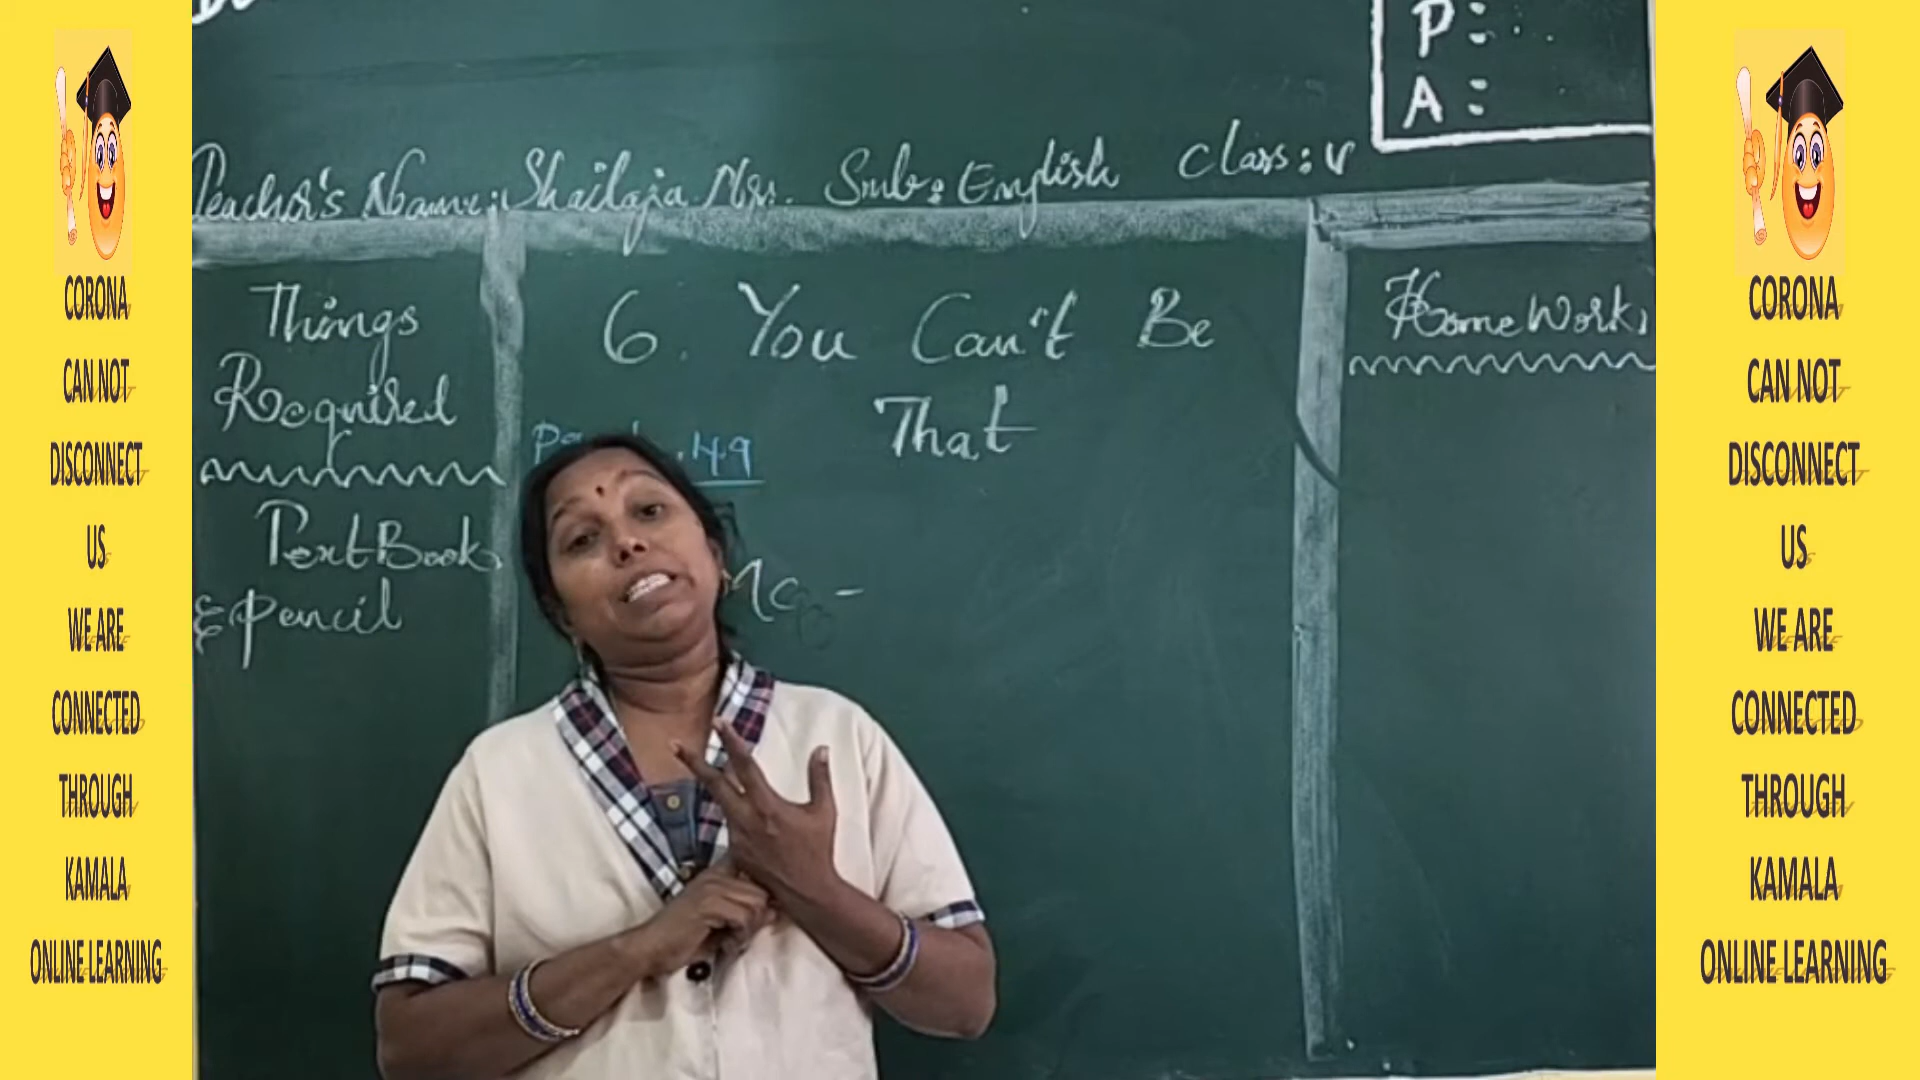 CORONA
CAN NOT
DISCONNECT
US
WE ARE
CONNECTED
THROUGH
KAMALA
ONLINE LEARNING
P:
A:
Teacher's Name: Shailaja Mrs. Sub: English Class: V
Things
Required
Text Book
& pencil
6. You Can't Be
That
49
Home Work
CORONA
CAN NOT
DISCONNECT
US
WE ARE
CONNECTED
THROUGH
KAMALA
ONLINE LEARNING